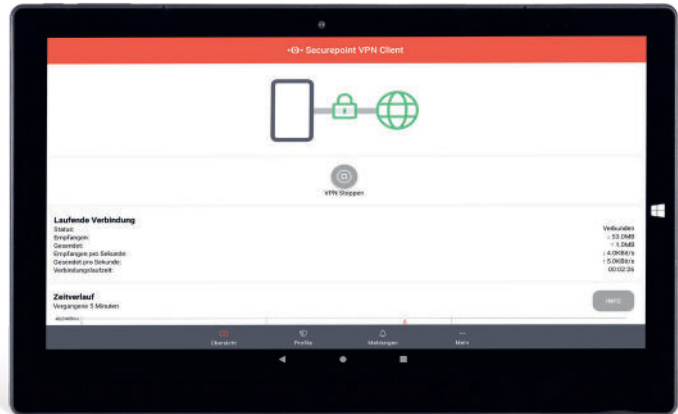 Securepoint VPN Client
VPN Stoppen
Laufende Verbindung
Status: Verbunden
Empfangen: ↓ 53.0MB
Gesendet: ↑ 1.0MB
Empfangen pro Sekunde: ↓ 4.0KBit/s
Gesendet pro Sekunde: ↑ 5.0KBit/s
Verbindungslaufzeit: 00:02:26
Zeitverlauf
Vergangene 5 Minuten
INFO
Übersicht Profile Meldungen Mehr